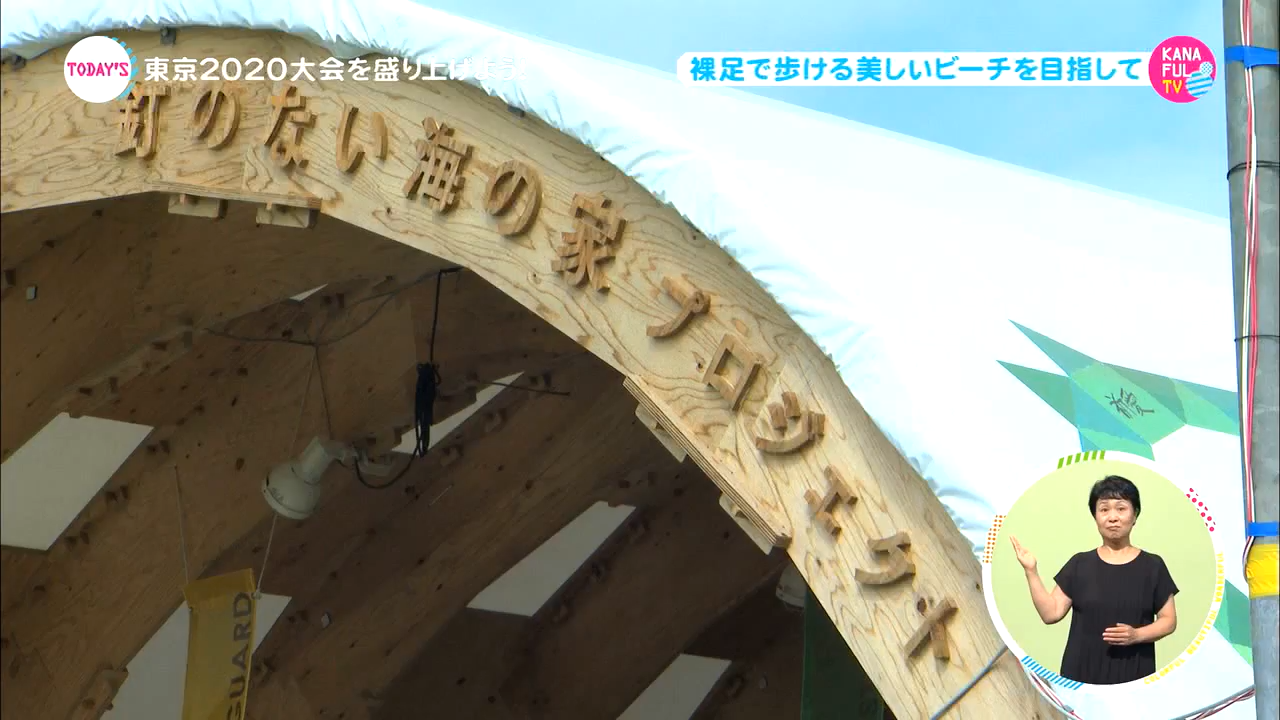 TODAY'S
東京2020大会を盛り上げよう
裸足で歩ける美しいビーチを目指して
KANA
FUL
TV
釘のない海の家 プロジェクト
GUARD